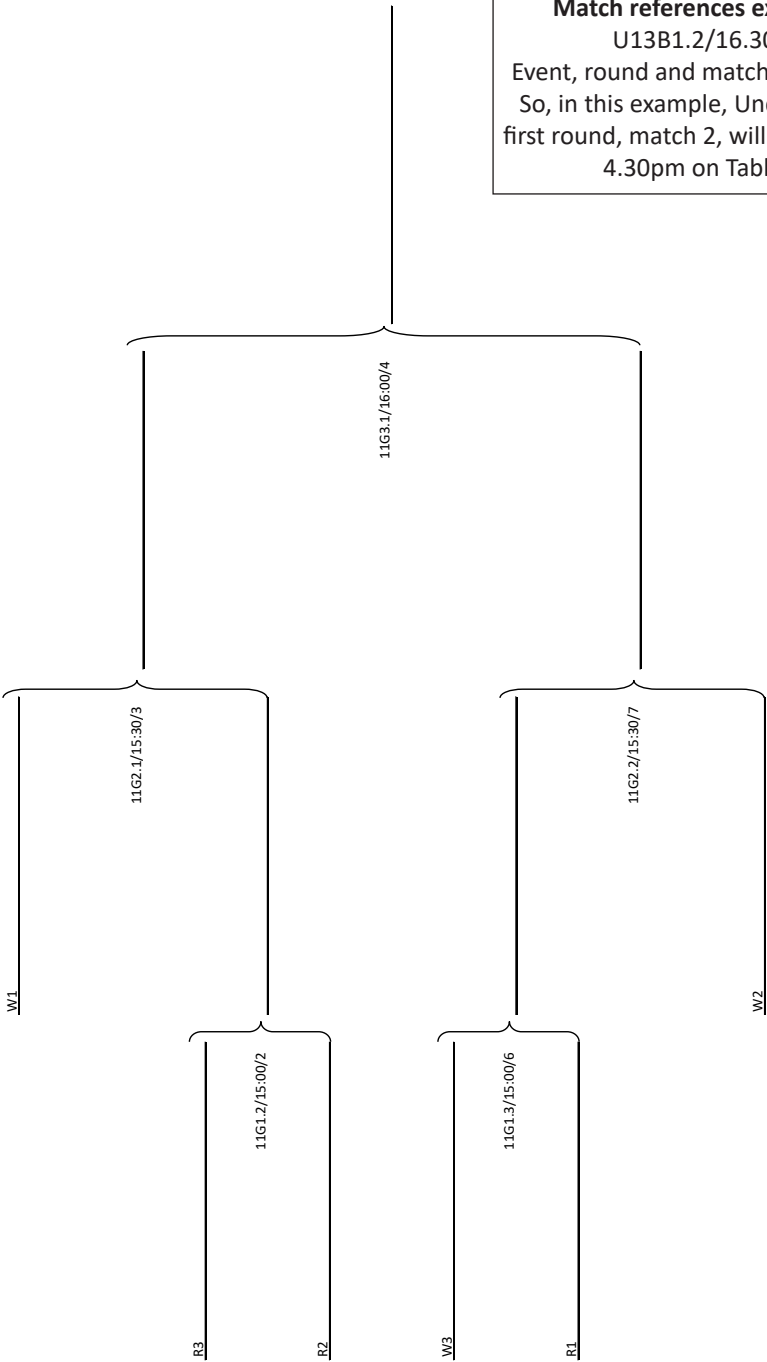 Match references ex
U13B1.2/16.30
Event, round and match
So, in this example, Un
first round, match 2, will
4.30pm on Tab
11G3.1/16:00/4
11G2.1/15:30/3
11G2.2/15:30/7
W1
W2
11G1.2/15:00/2
11G1.3/15:00/6
R3
R2
W3
R1